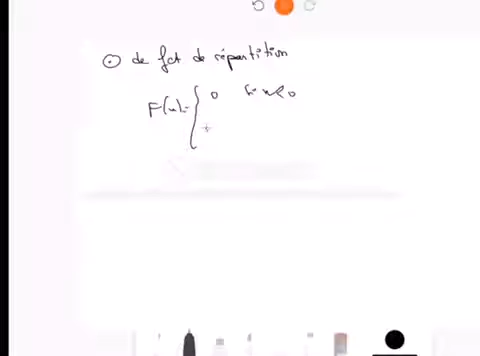 de fct de répartition
F(x) = { 0 si x < 0